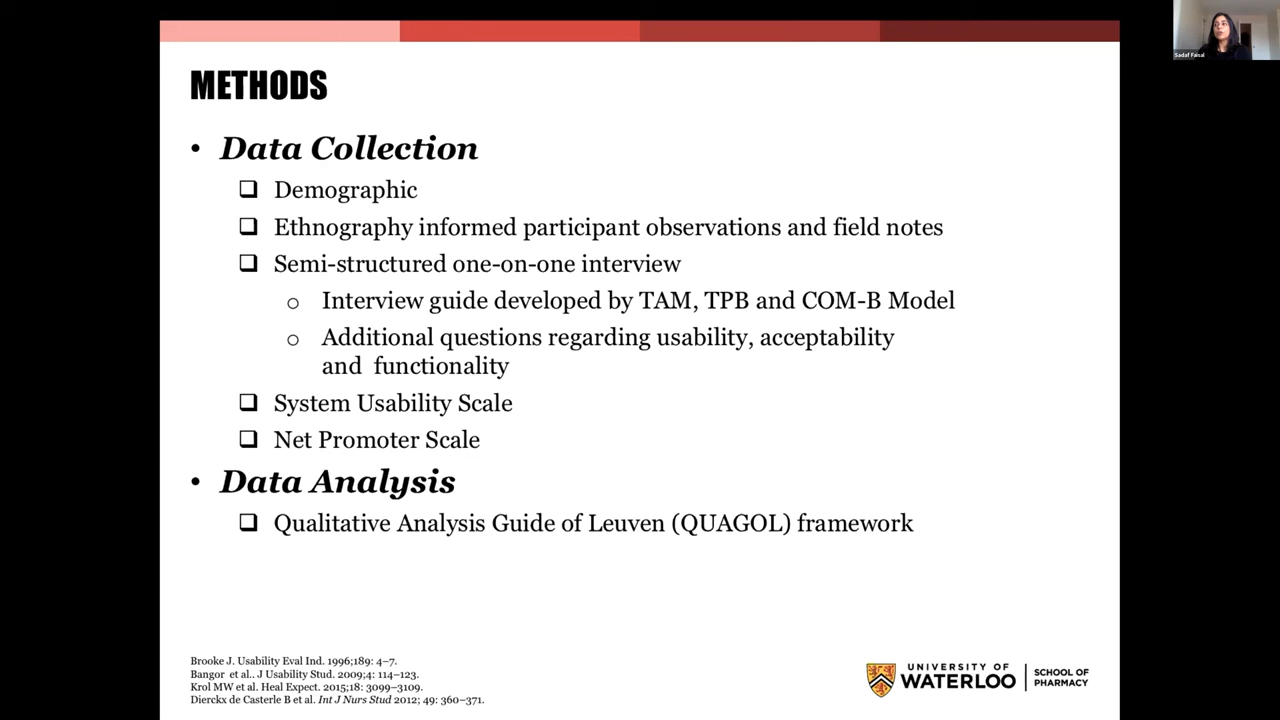 Sadaf Faisal
METHODS
• Data Collection
❑ Demographic
❑ Ethnography informed participant observations and field notes
❑ Semi-structured one-on-one interview
o Interview guide developed by TAM, TPB and COM-B Model
o Additional questions regarding usability, acceptability
and functionality
❑ System Usability Scale
❑ Net Promoter Scale
• Data Analysis
❑ Qualitative Analysis Guide of Leuven (QUAGOL) framework
Brooke J. Usability Eval Ind. 1996;189: 4–7.
Bangor et al.. J Usability Stud. 2009;4: 114–123.
Krol MW et al. Heal Expect. 2015;18: 3099–3109.
Dierckx de Casterle B et al. Int J Nurs Stud 2012; 49: 360–371.
UNIVERSITY OF
WATERLOO
SCHOOL OF
PHARMACY